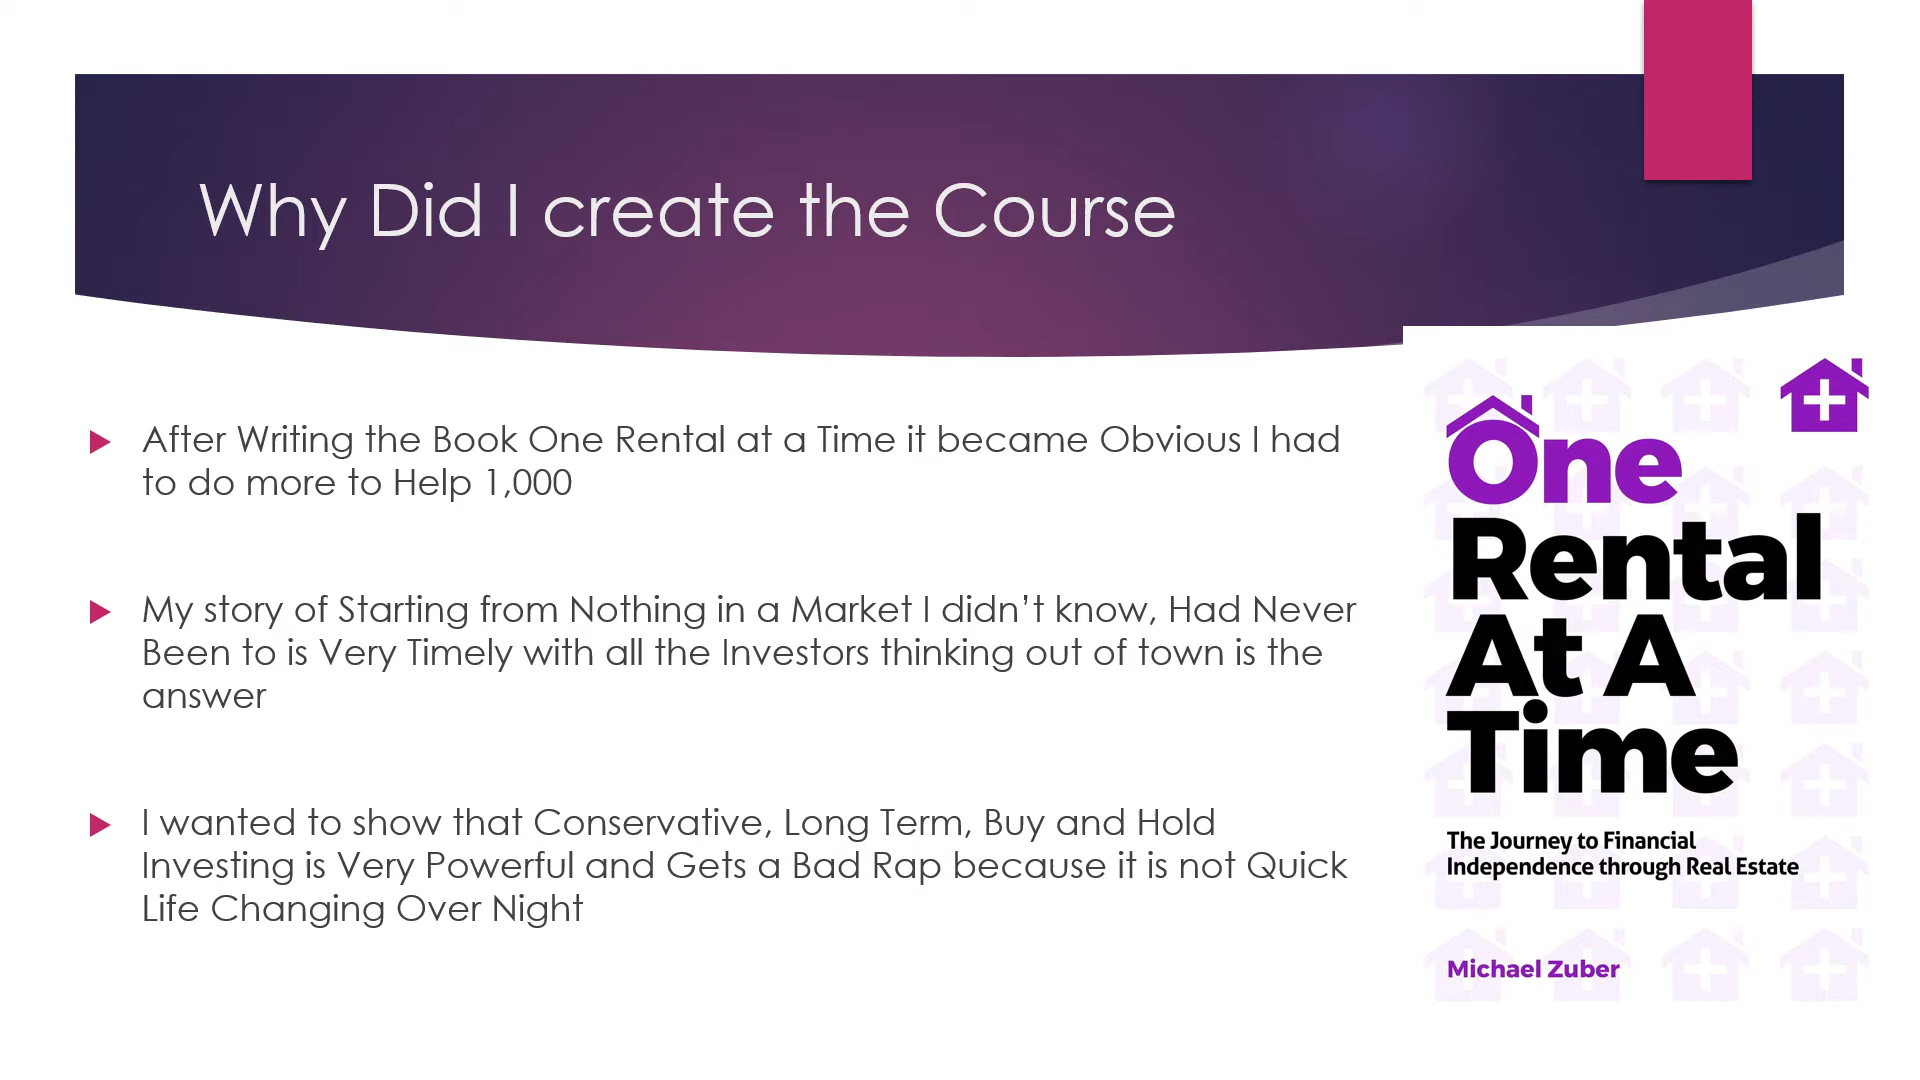 Why Did I create the Course
After Writing the Book One Rental at a Time it became Obvious I had
to do more to Help 1,000
My story of Starting from Nothing in a Market I didn’t know, Had Never
Been to is Very Timely with all the Investors thinking out of town is the
answer
I wanted to show that Conservative, Long Term, Buy and Hold
Investing is Very Powerful and Gets a Bad Rap because it is not Quick
Life Changing Over Night
One
Rental
At A
Time
The Journey to Financial
Independence through Real Estate
Michael Zuber